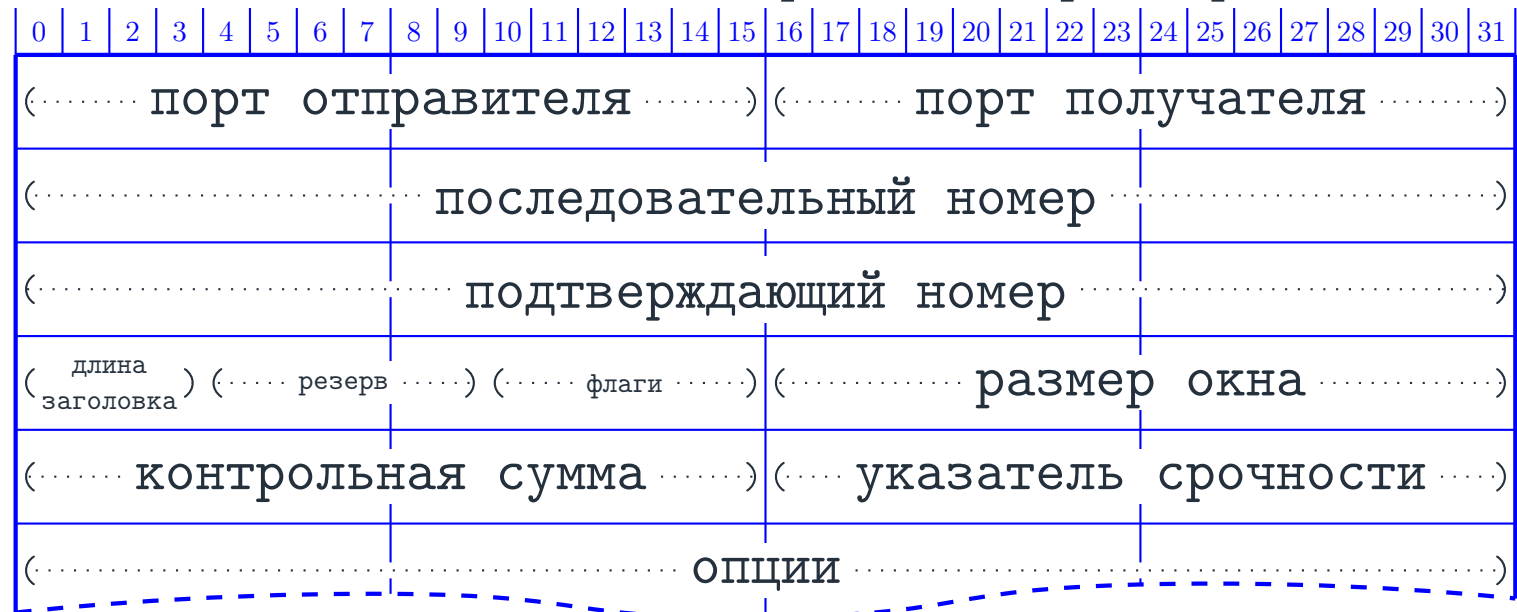 0 1 2 3 4 5 6 7 8 9 10 11 12 13 14 15 16 17 18 19 20 21 22 23 24 25 26 27 28 29 30 31
порт отправителя порт получателя
последовательный номер
подтверждающий номер
длина
заголовка резерв флаги размер окна
контрольная сумма указатель срочности
опции